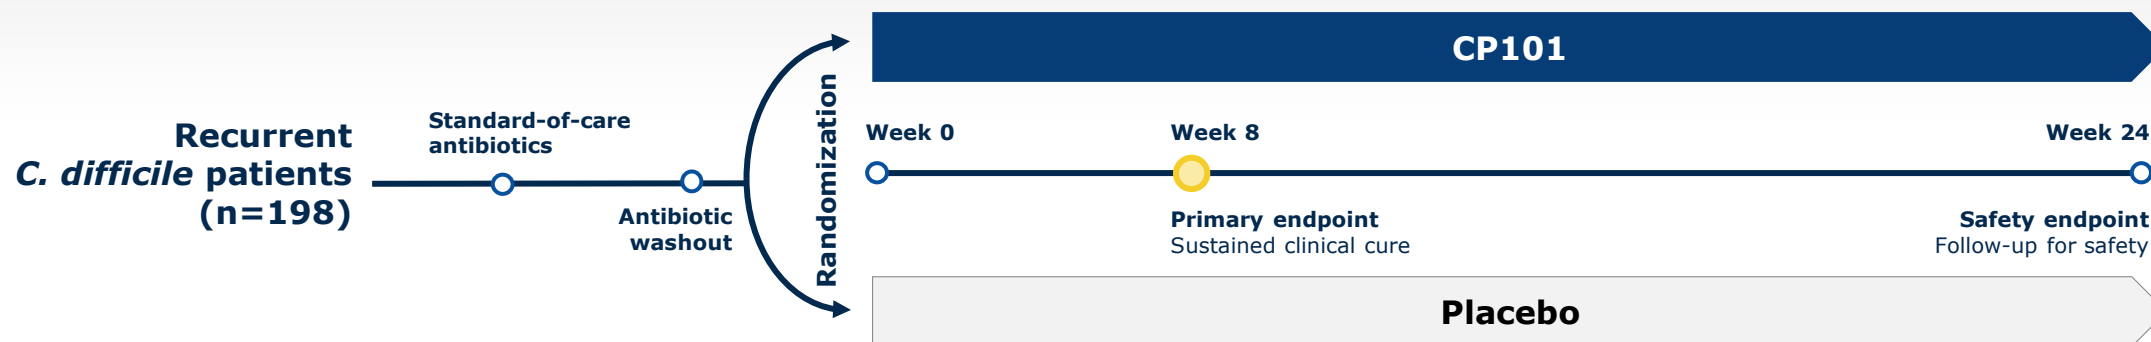 Recurrent
C. difficile patients
(n=198)
Standard-of-care
antibiotics
Antibiotic
washout
Randomization
CP101
Week 0
Week 8
Week 24
Primary endpoint
Sustained clinical cure
Safety endpoint
Follow-up for safety
Placebo